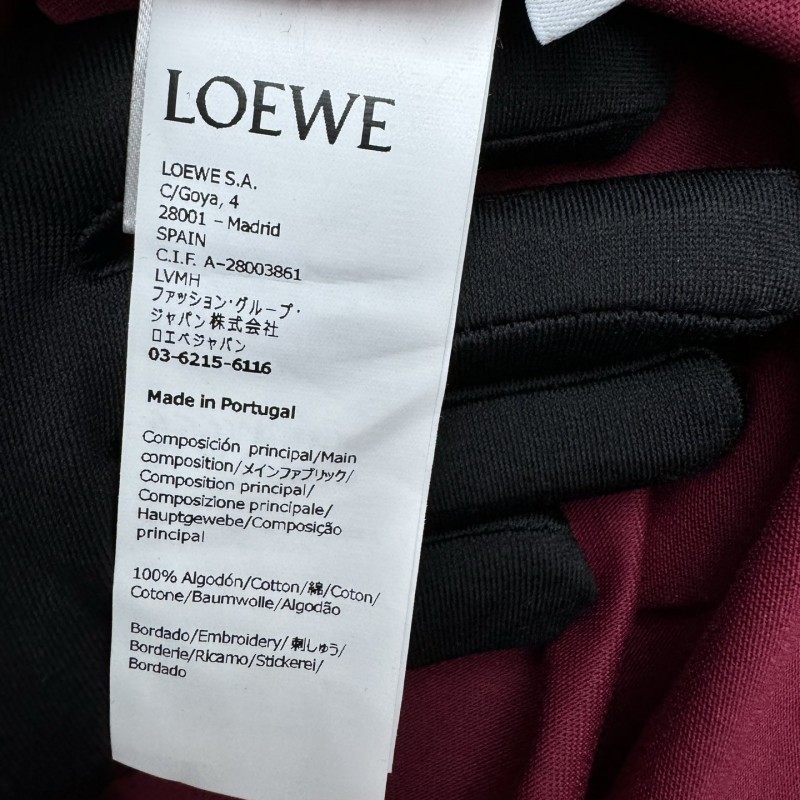 LOEWE
LOEWE S.A.
C/Goya, 4
28001 - Madrid
SPAIN
C.I.F. A-28003861
LVMH
ファッション・グループ・
ジャパン株式会社
ロエベジャパン
03-6215-6116
Made in Portugal
Composición principal/Main
composition/メインファブリック/
Composition principal/
Composizione principale/
Hauptgewebe/Composição
principal
100% Algodón/Cotton/綿/Coton/
Cotone/Baumwolle/Algodão
Bordado/Embroidery/刺しゅう/
Borderie/Ricamo/Stickerei/
Bordado